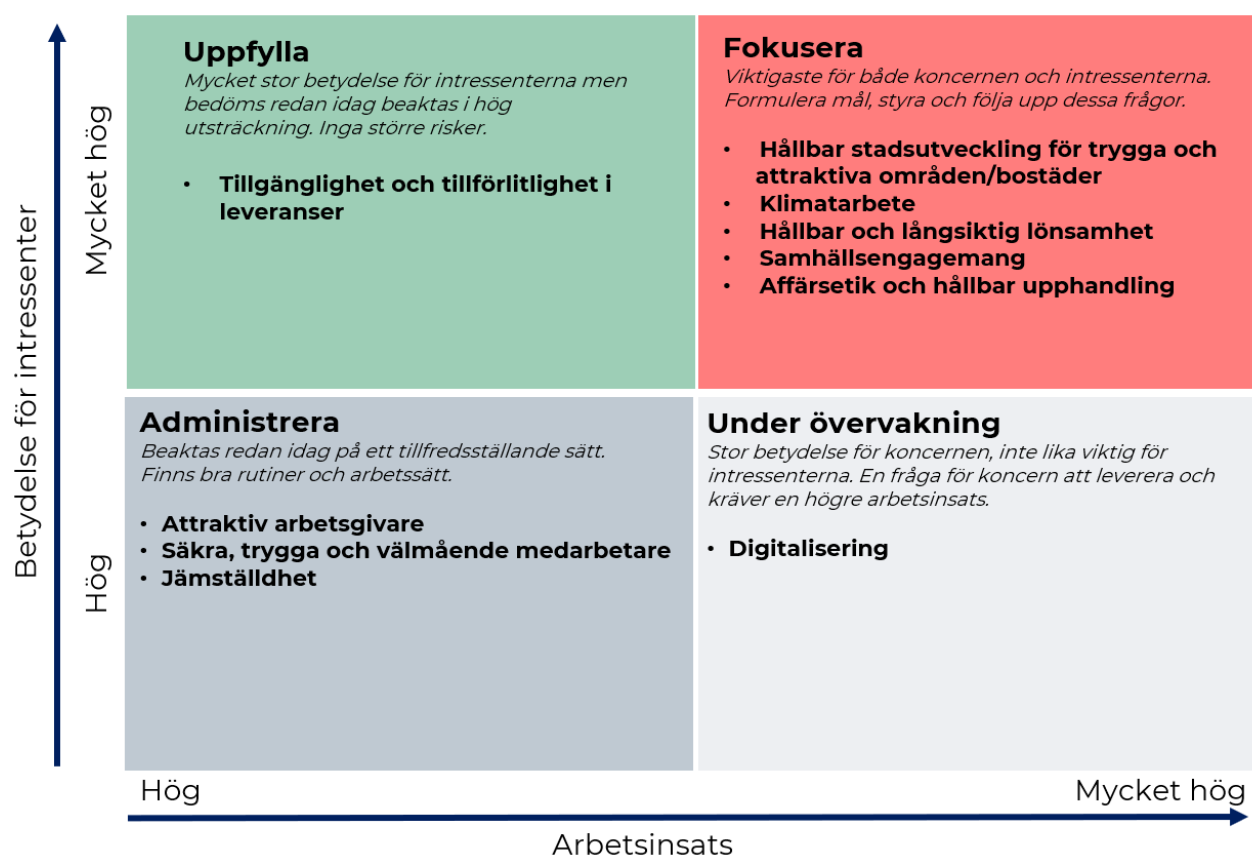 Betydelse för intressenter
Mycket hög
Hög
Uppfylla
Mycket stor betydelse för intressenterna men
bedöms redan idag beaktas i hög
utsträckning. Inga större risker.
• Tillgänglighet och tillförlitlighet i
leveranser
Fokusera
Viktigaste för både koncernen och intressenterna.
Formulera mål, styra och följa upp dessa frågor.
• Hållbar stadsutveckling för trygga och
attraktiva områden/bostäder
• Klimatarbete
• Hållbar och långsiktig lönsamhet
• Samhällsengagemang
• Affärsetik och hållbar upphandling
Administrera
Beaktas redan idag på ett tillfredsställande sätt.
Finns bra rutiner och arbetssätt.
• Attraktiv arbetsgivare
• Säkra, trygga och välmående medarbetare
• Jämställdhet
Under övervakning
Stor betydelse för koncernen, inte lika viktig för
intressenterna. En fråga för koncern att leverera och
kräver en högre arbetsinsats.
• Digitalisering
Hög
Mycket hög
Arbetsinsats